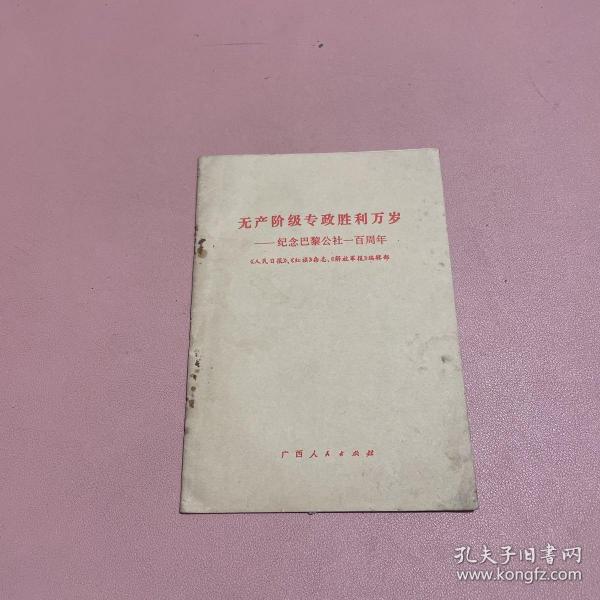 无产阶级专政胜利万岁
——纪念巴黎公社一百周年
《人民日报》、《红旗》杂志、《解放军报》编辑部
广西人民出版社
孔夫子旧书网
www.kongfz.com